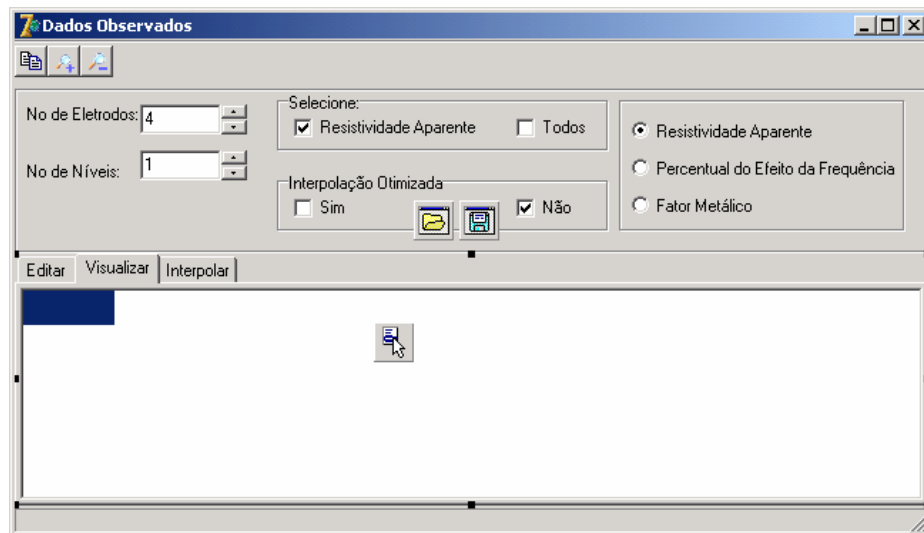 Dados Observados
No de Eletrodos: 4
No de Níveis: 1
Selecione:
Resistividade Aparente Todos
Interpolação Otimizada
Sim Não
Resistividade Aparente
Percentual do Efeito da Frequência
Fator Metálico
Editar Visualizar Interpolar